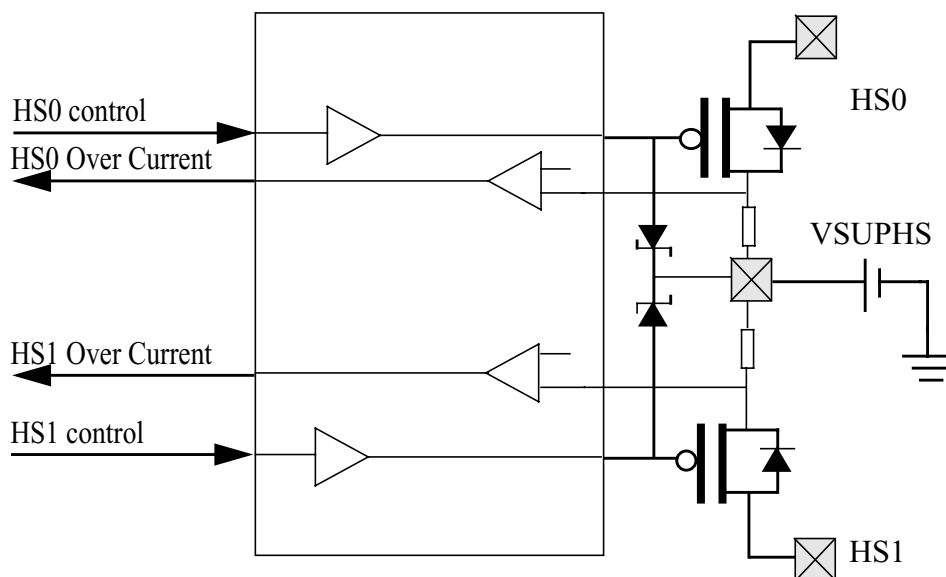 HS0 control
HS0
HS0 Over Current
VSUPHS
HS1 Over Current
HS1 control
HS1